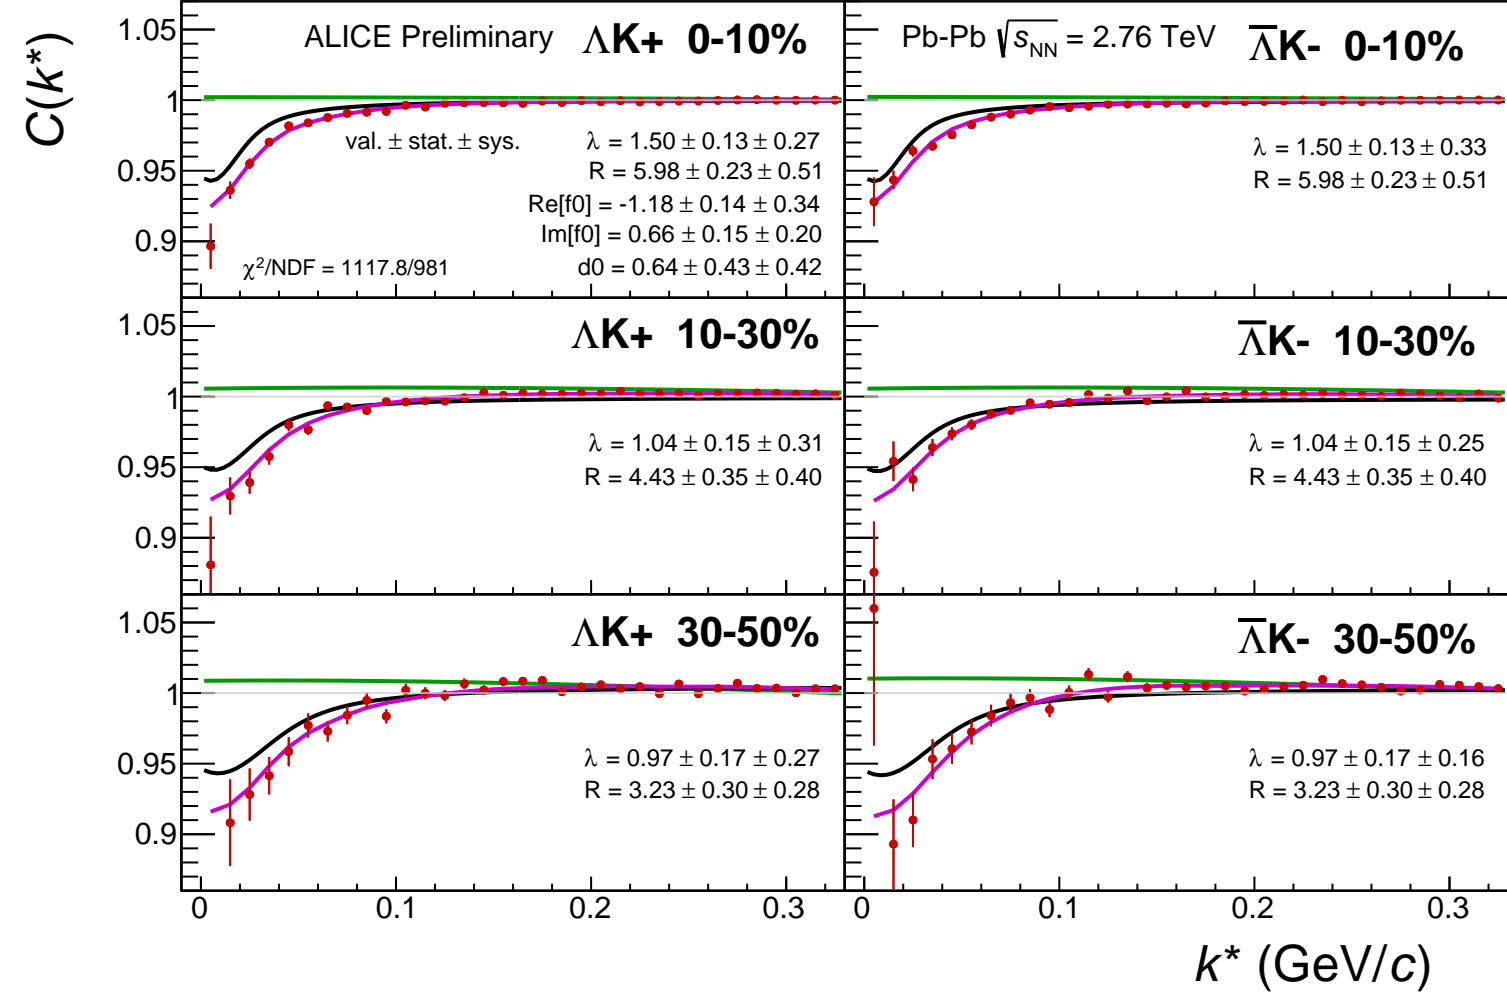 C(k*)
ALICE Preliminary ΛK+ 0-10%
val. ± stat. ± sys.
λ = 1.50 ± 0.13 ± 0.27
R = 5.98 ± 0.23 ± 0.51
Re[f0] = -1.18 ± 0.14 ± 0.34
Im[f0] = 0.66 ± 0.15 ± 0.20
d0 = 0.64 ± 0.43 ± 0.42
χ²/NDF = 1117.8/981
1.05
1
0.95
0.9
Pb-Pb √s_NN = 2.76 TeV Λ̅K- 0-10%
λ = 1.50 ± 0.13 ± 0.33
R = 5.98 ± 0.23 ± 0.51
ΛK+ 10-30%
λ = 1.04 ± 0.15 ± 0.31
R = 4.43 ± 0.35 ± 0.40
1.05
1
0.95
0.9
Λ̅K- 10-30%
λ = 1.04 ± 0.15 ± 0.25
R = 4.43 ± 0.35 ± 0.40
ΛK+ 30-50%
λ = 0.97 ± 0.17 ± 0.27
R = 3.23 ± 0.30 ± 0.28
1.05
1
0.95
0.9
Λ̅K- 30-50%
λ = 0.97 ± 0.17 ± 0.16
R = 3.23 ± 0.30 ± 0.28
0 0.1 0.2 0.3
0 0.1 0.2 0.3
k* (GeV/c)